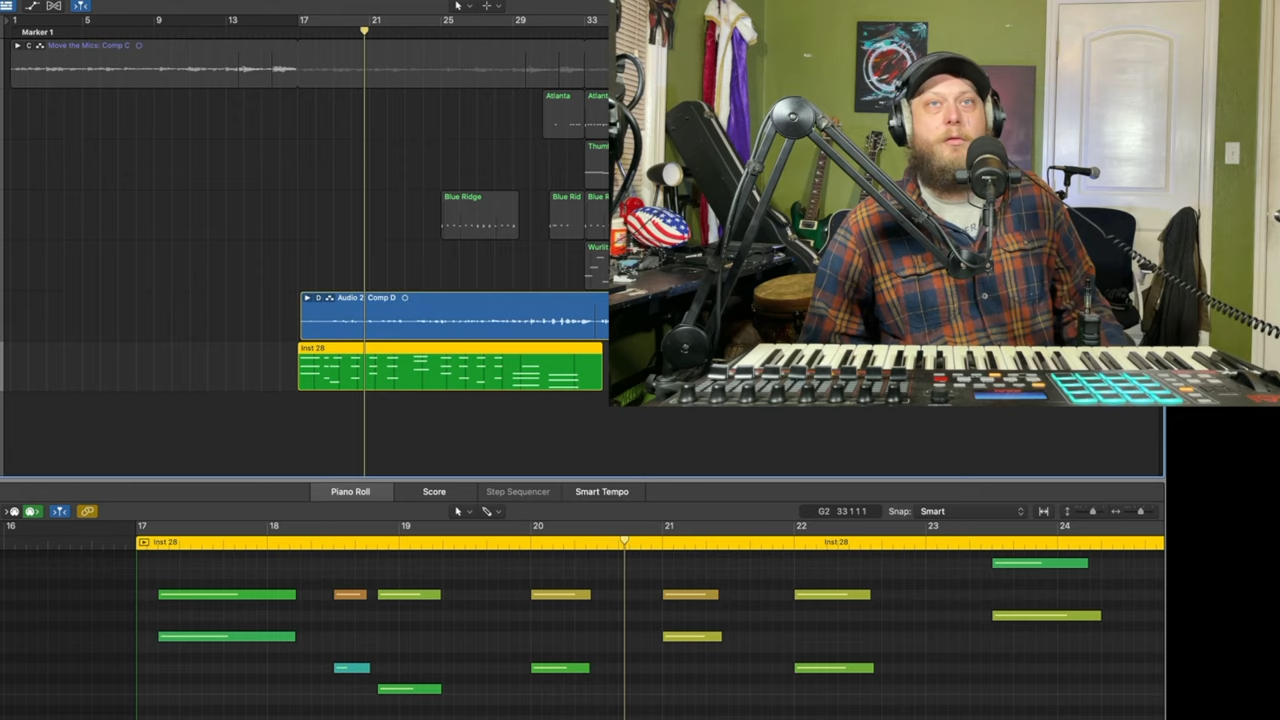 1 5 9 13 17 21 25 29 33
Marker 1
C Move the Mics: Comp C
Atlanta Atlant
Thum
Blue Ridge Blue Rid Blue R
Wurlit
D Audio 2 Comp D
Inst 28
Piano Roll Score Step Sequencer Smart Tempo
G2 33 1 1 1 Snap: Smart
16 17 18 19 20 21 22 23 24
Inst 28 Inst 28